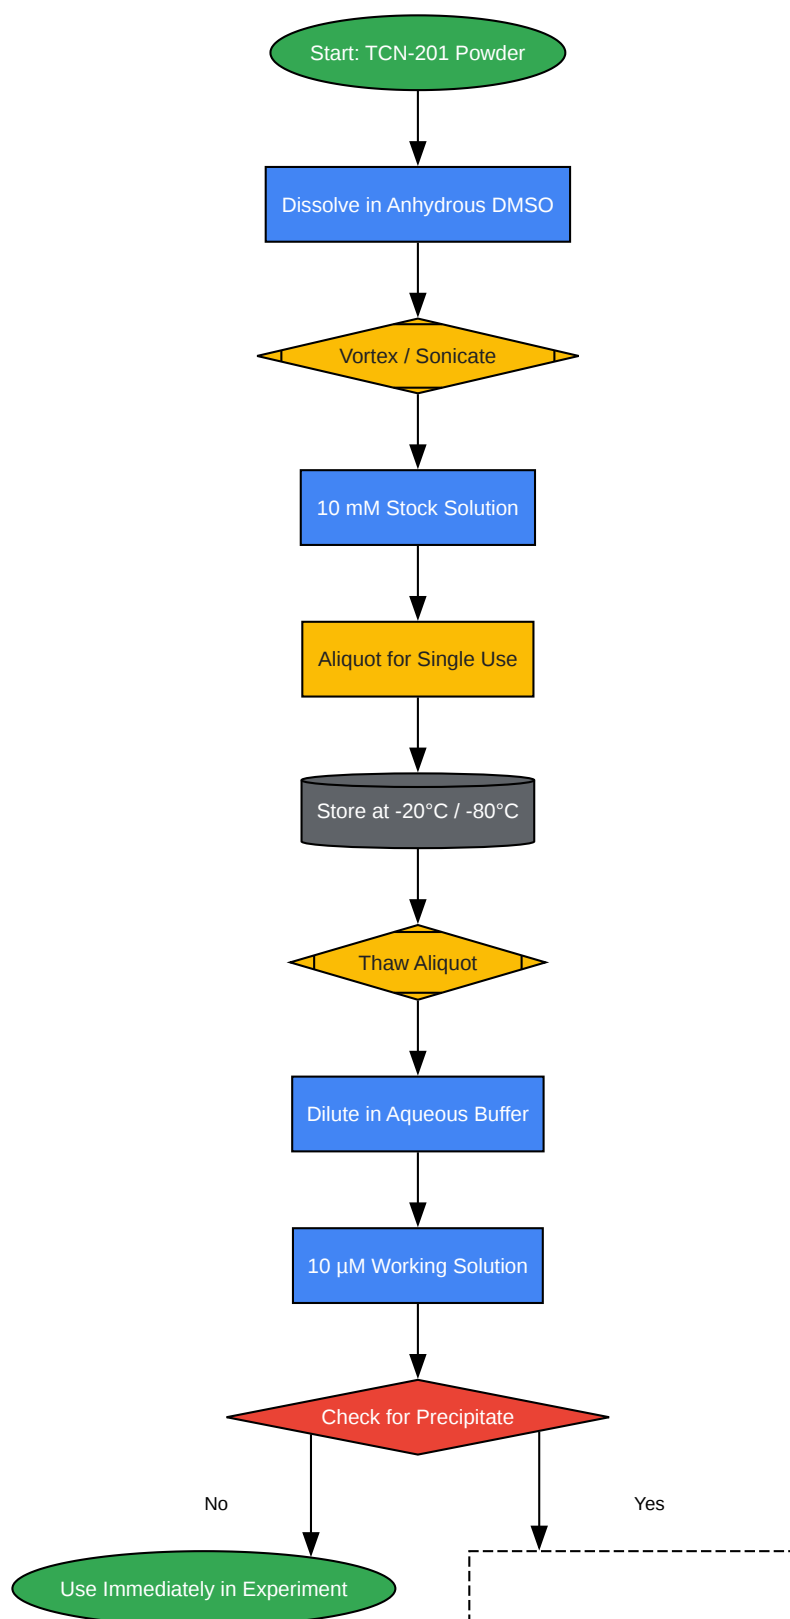 Start: TCN-201 Powder
Dissolve in Anhydrous DMSO
Vortex / Sonicate
10 mM Stock Solution
Aliquot for Single Use
Store at -20°C / -80°C
Thaw Aliquot
Dilute in Aqueous Buffer
10 µM Working Solution
Check for Precipitate
No
Yes
Use Immediately in Experiment